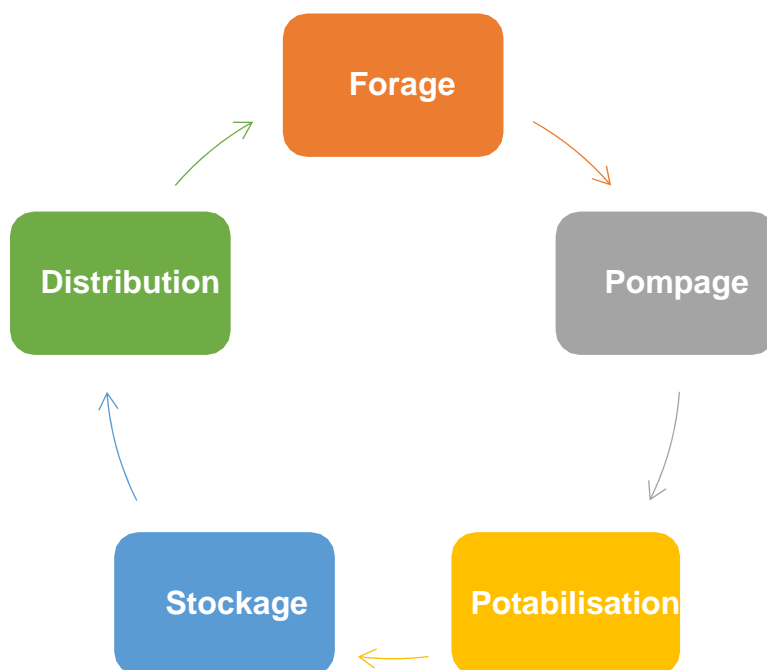 Forage
Pompage
Potabilisation
Stockage
Distribution